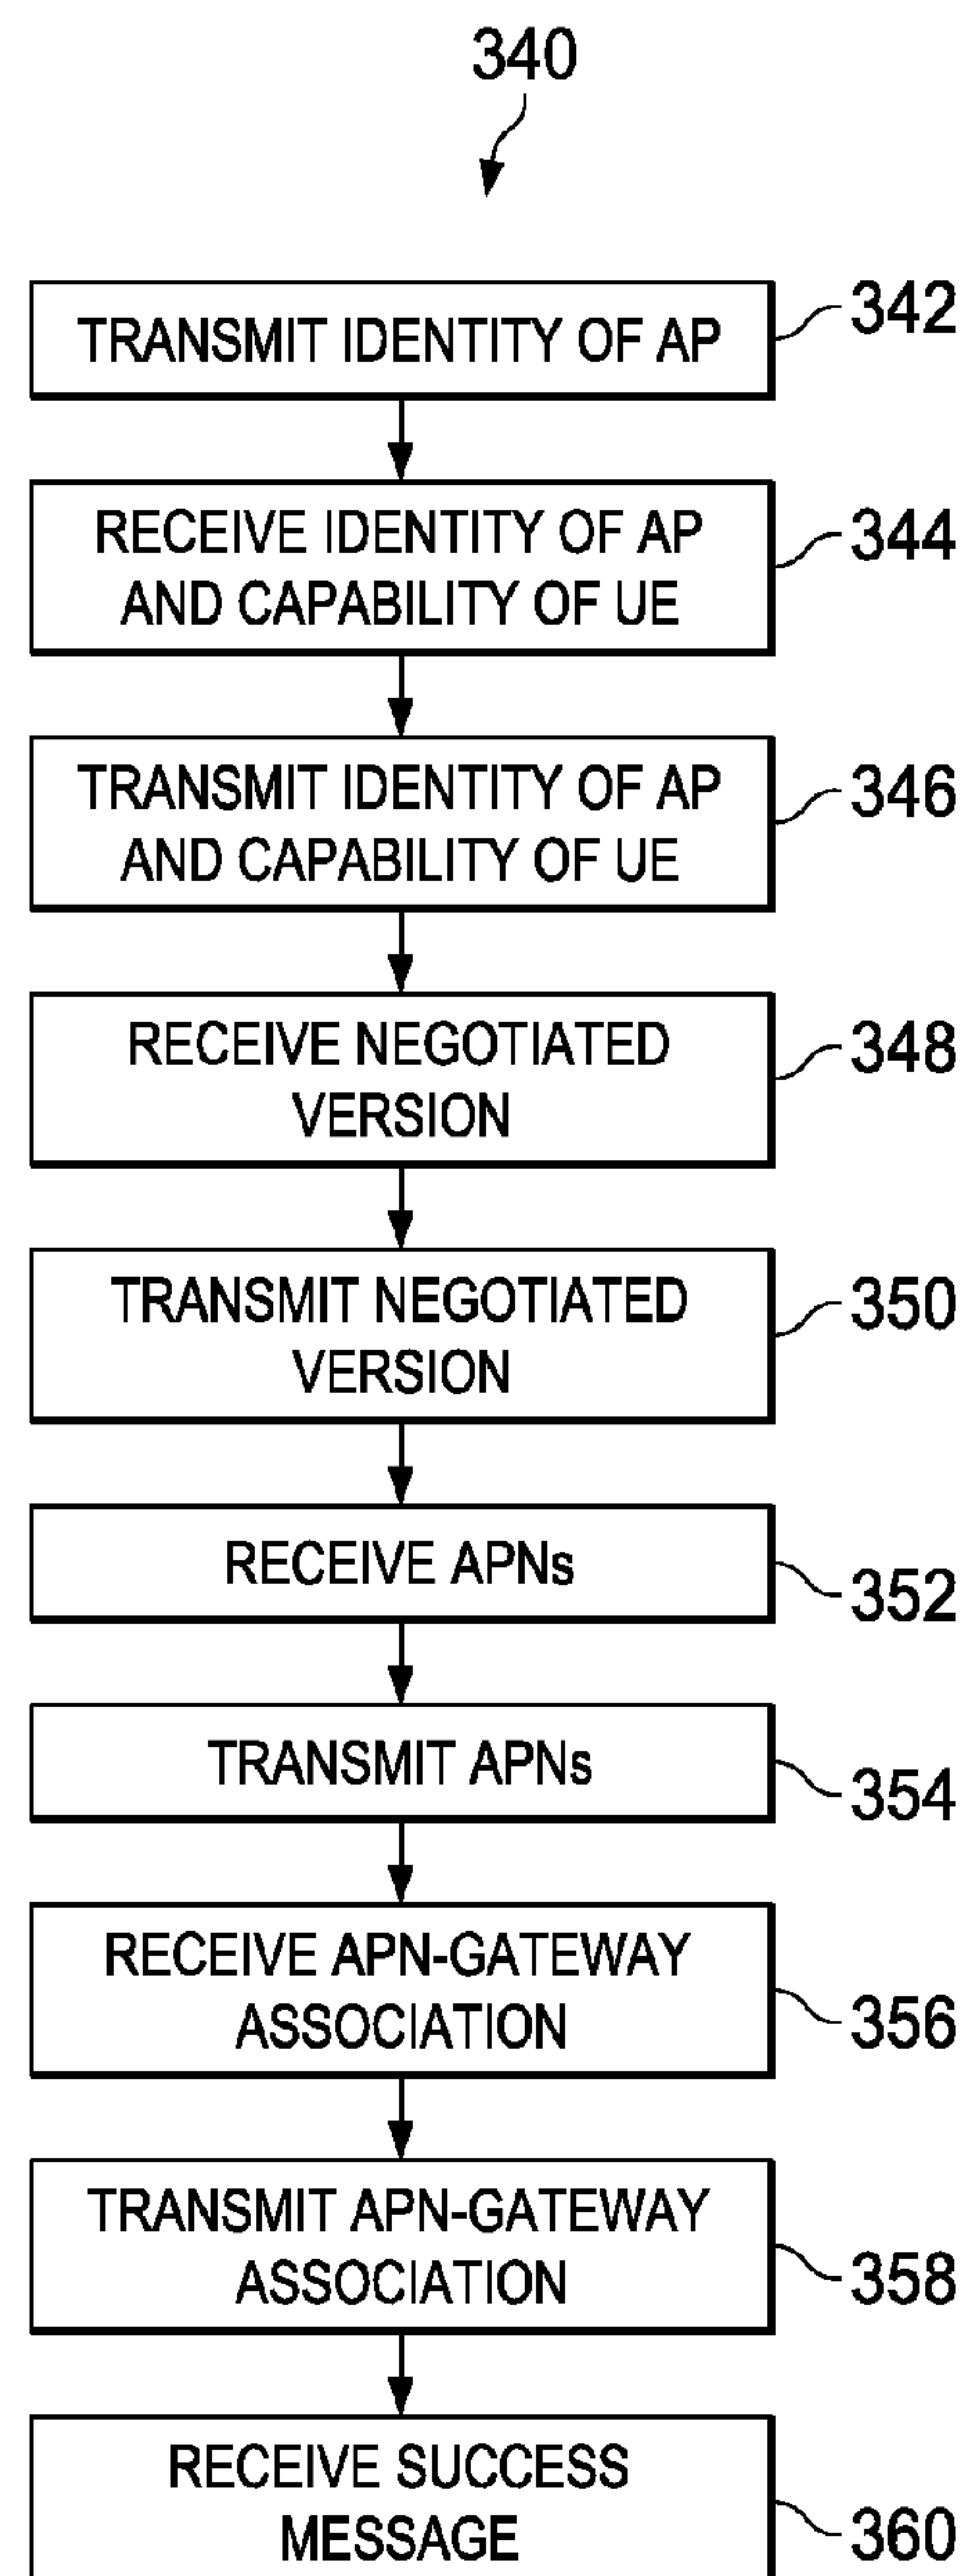 340
TRANSMIT IDENTITY OF AP
342
RECEIVE IDENTITY OF AP
AND CAPABILITY OF UE
344
TRANSMIT IDENTITY OF AP
AND CAPABILITY OF UE
346
RECEIVE NEGOTIATED
VERSION
348
TRANSMIT NEGOTIATED
VERSION
350
RECEIVE APNs
352
TRANSMIT APNs
354
RECEIVE APN-GATEWAY
ASSOCIATION
356
TRANSMIT APN-GATEWAY
ASSOCIATION
358
RECEIVE SUCCESS
MESSAGE
360